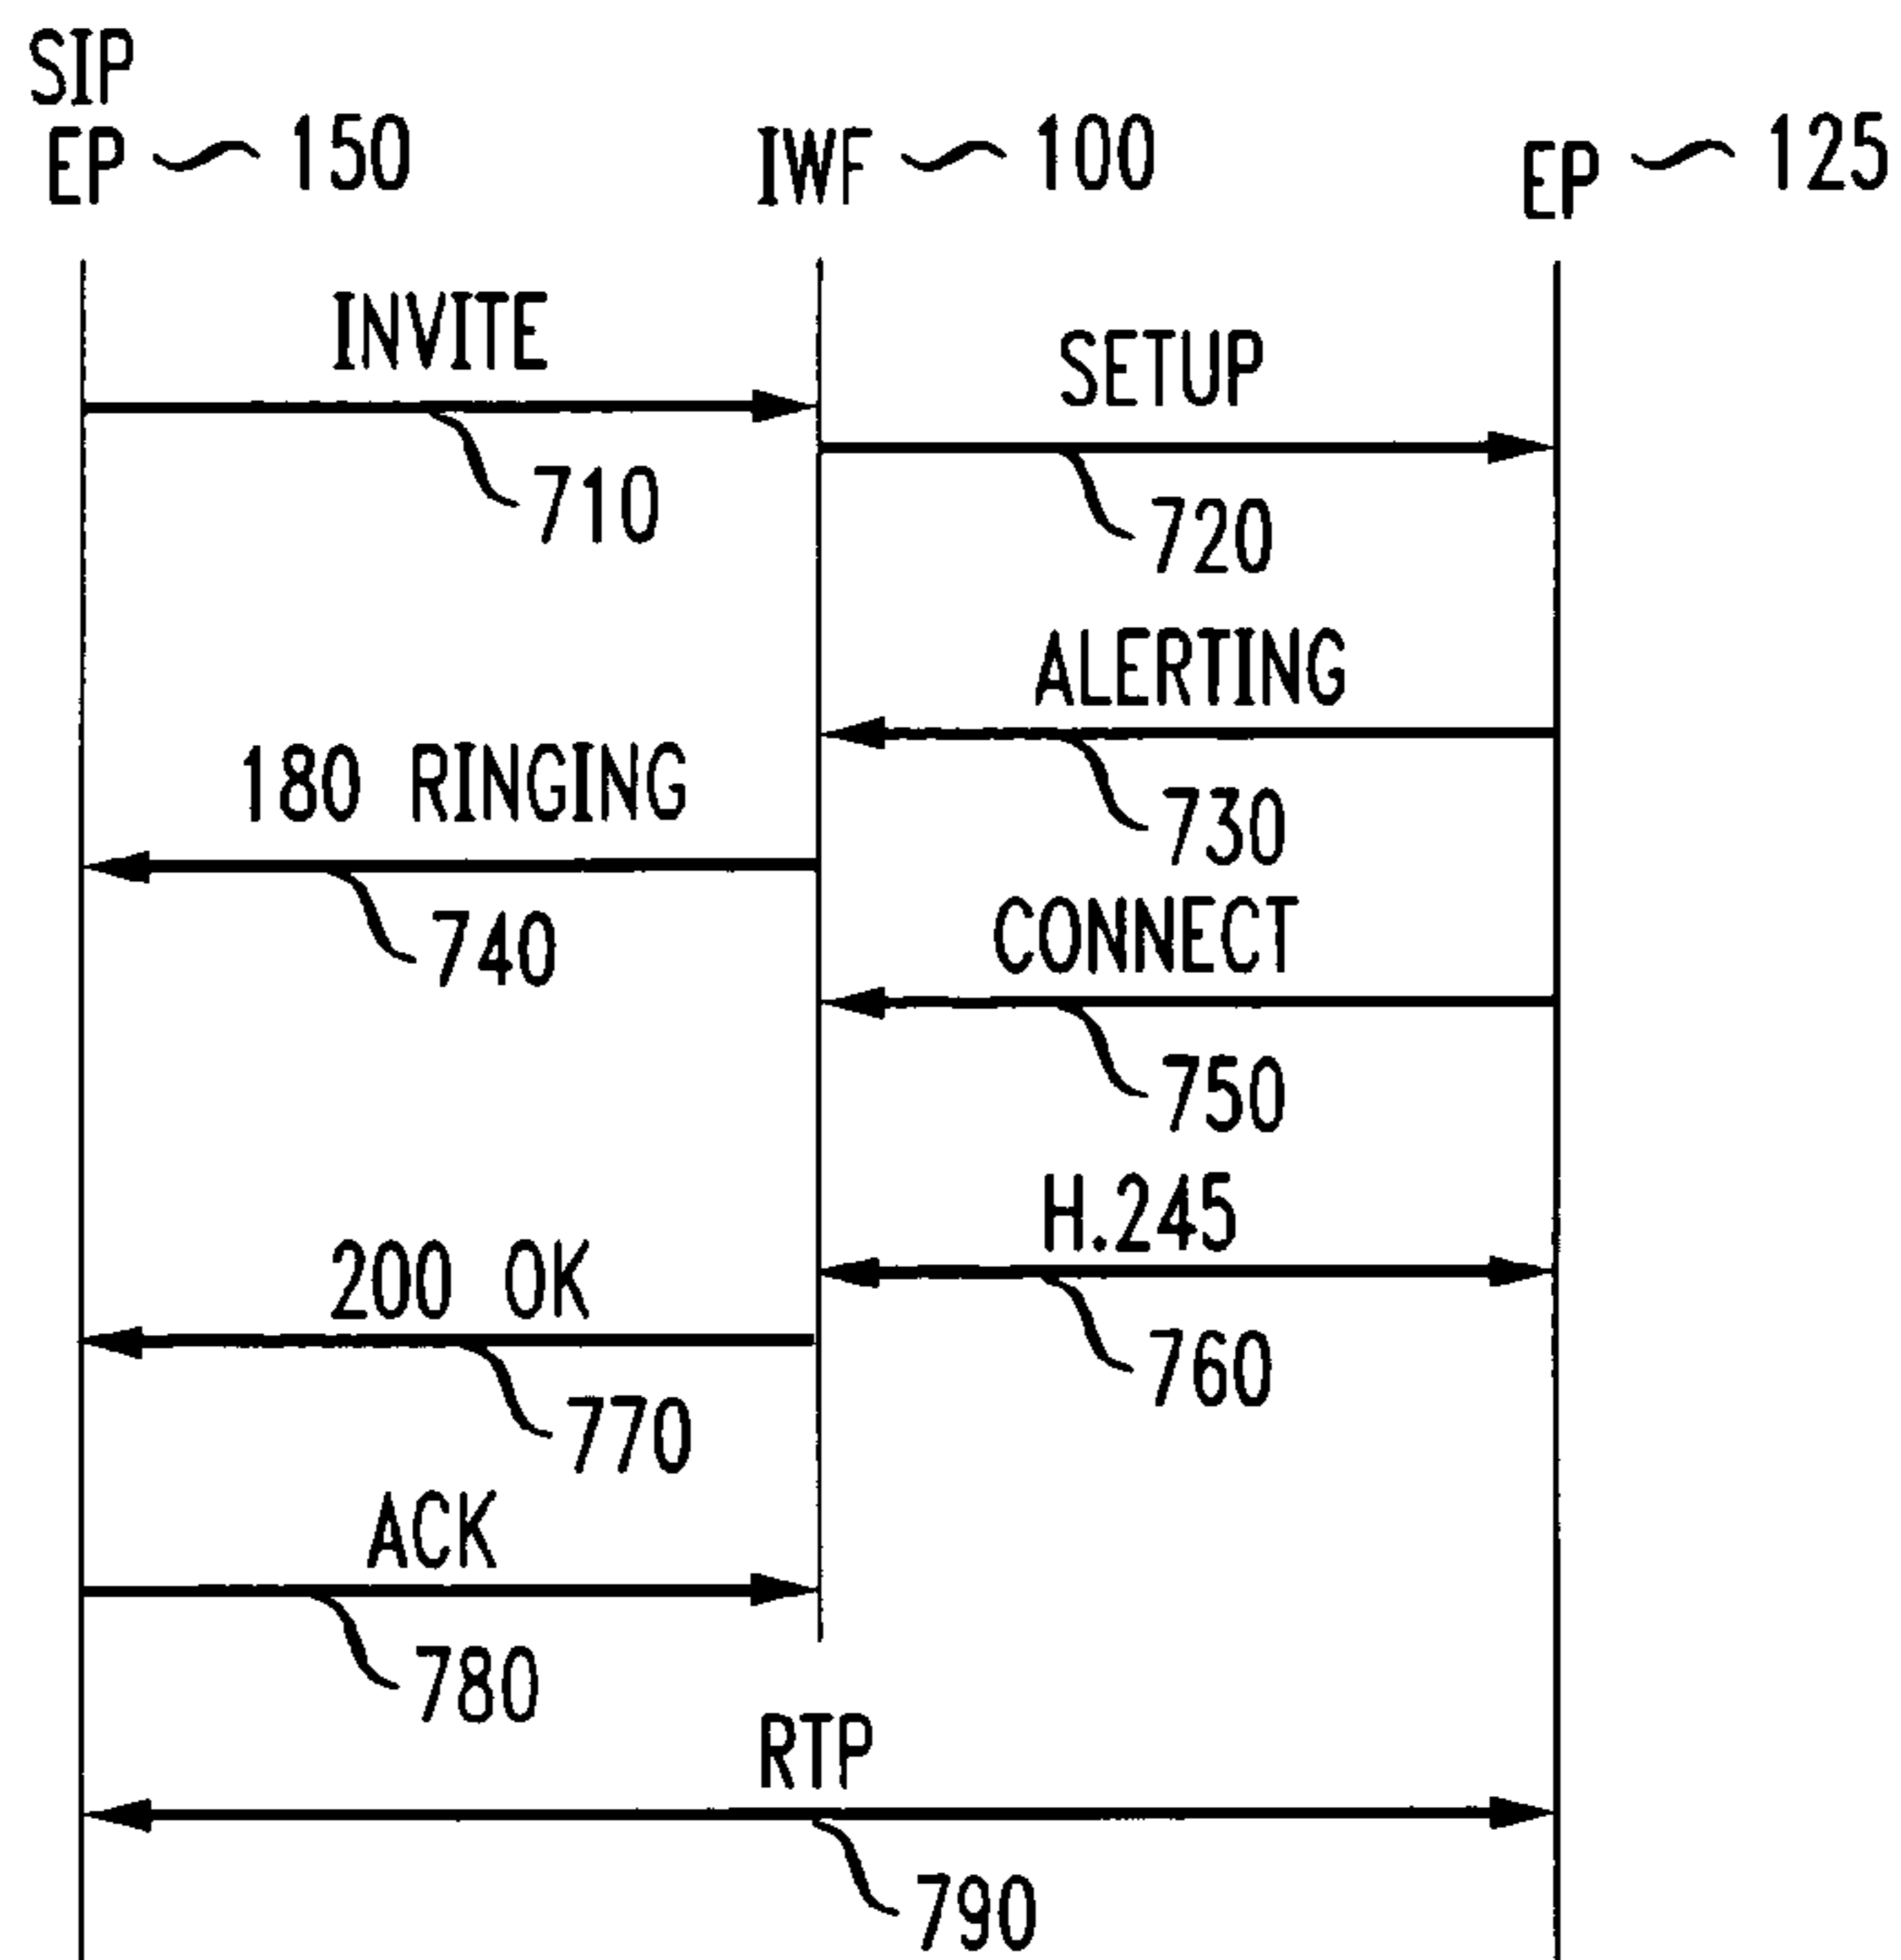 SIP
EP 150
IWF 100
EP 125
INVITE
710
SETUP
720
ALERTING
730
180 RINGING
740
CONNECT
750
H.245
760
200 OK
770
ACK
780
RTP
790